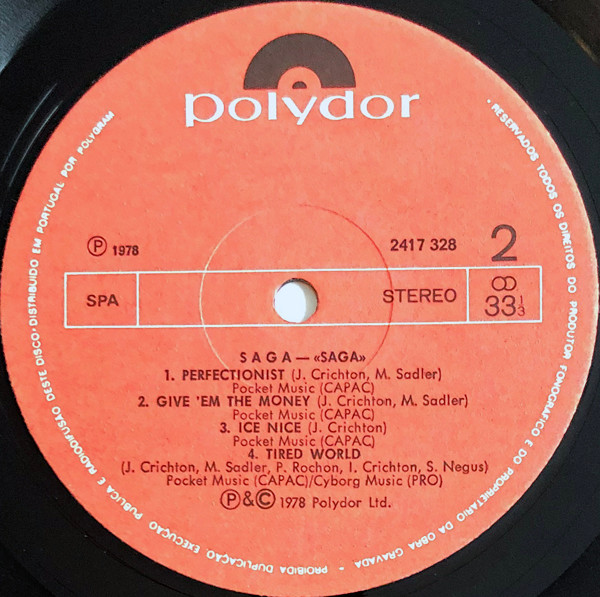 polydor
℗ 1978
2417 328
2
SPA
STEREO
33 1/3
SAGA — «SAGA»
1. PERFECTIONIST (J. Crichton, M. Sadler)
Pocket Music (CAPAC)
2. GIVE 'EM THE MONEY (J. Crichton, M. Sadler)
Pocket Music (CAPAC)
3. ICE NICE (J. Crichton)
Pocket Music (CAPAC)
4. TIRED WORLD
(J. Crichton, M. Sadler, P. Rochon, I. Crichton, S. Negus)
Pocket Music (CAPAC)/Cyborg Music (PRO)
℗&© 1978 Polydor Ltd.
· RESERVADOS TODOS OS DIREITOS DO PRODUTOR FONOGRÁFICO E DO PROPRIETÁRIO DA OBRA GRAVADA - PROIBIDA DUPLICAÇÃO, EXECUÇÃO PÚBLICA E RADIODIFUSÃO DESTE DISCO · DISTRIBUIDO EM PORTUGAL POR POLYGRAM